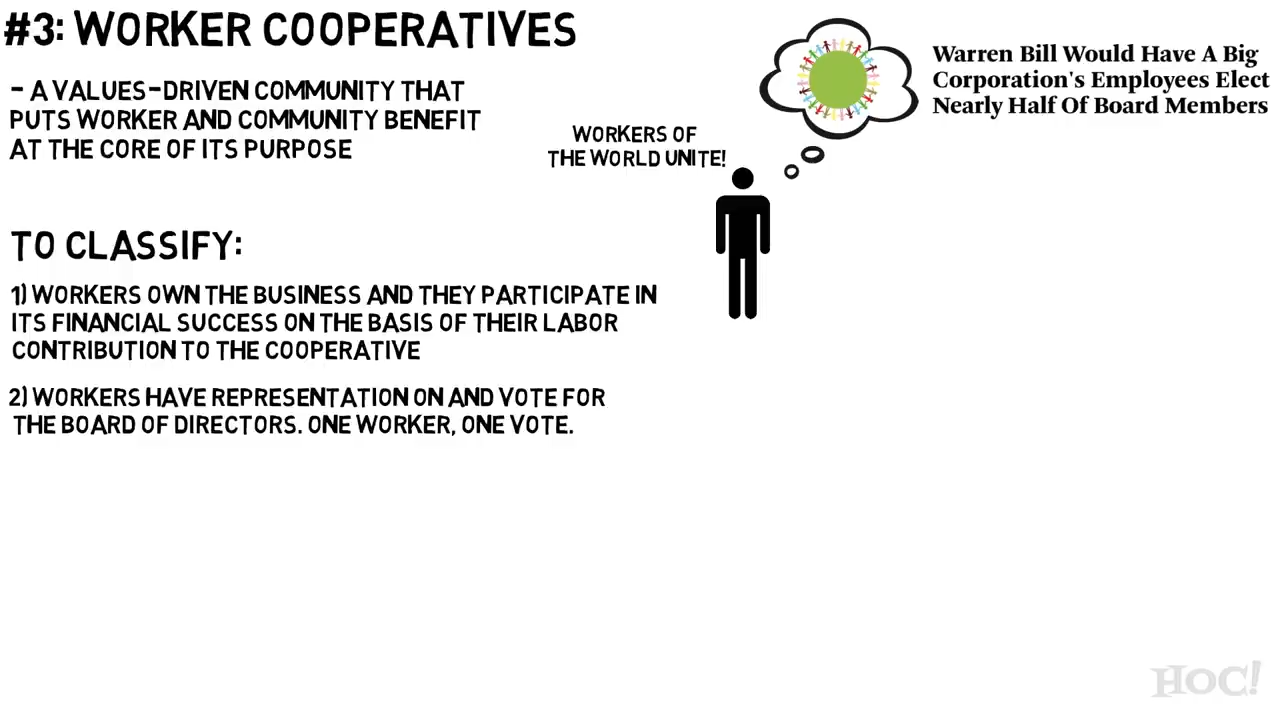 #3: WORKER COOPERATIVES
- A VALUES-DRIVEN COMMUNITY THAT
PUTS WORKER AND COMMUNITY BENEFIT
AT THE CORE OF ITS PURPOSE
WORKERS OF
THE WORLD UNITE!
Warren Bill Would Have A Big
Corporation's Employees Elect
Nearly Half Of Board Members
TO CLASSIFY:
1) WORKERS OWN THE BUSINESS AND THEY PARTICIPATE IN
ITS FINANCIAL SUCCESS ON THE BASIS OF THEIR LABOR
CONTRIBUTION TO THE COOPERATIVE
2) WORKERS HAVE REPRESENTATION ON AND VOTE FOR
THE BOARD OF DIRECTORS. ONE WORKER, ONE VOTE.
HOC!